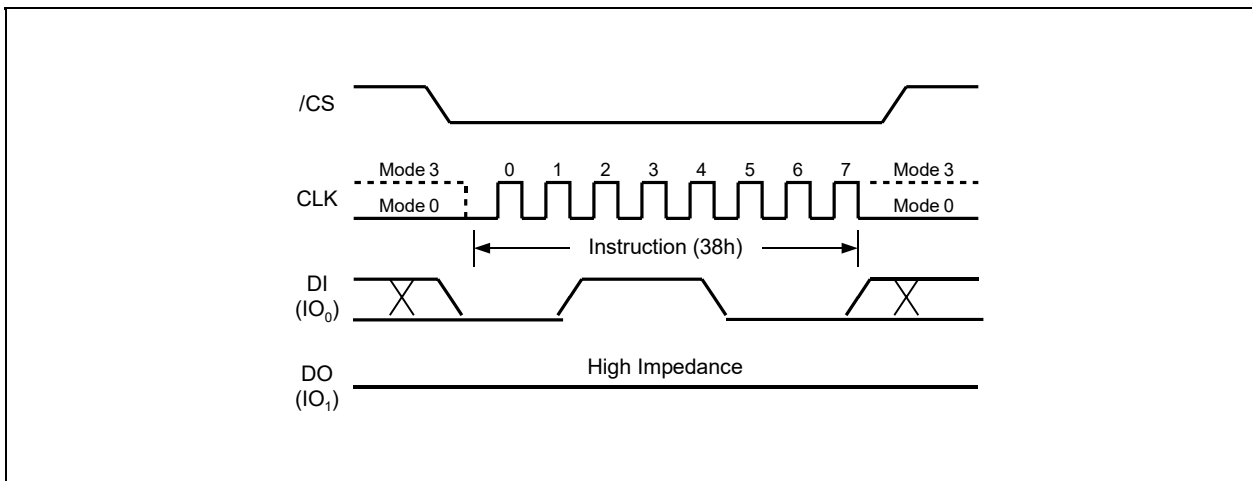 /CS
Mode 3 0 1 2 3 4 5 6 7 Mode 3
CLK
Mode 0 Mode 0
Instruction (38h)
DI
(IO₀)
High Impedance
DO
(IO₁)